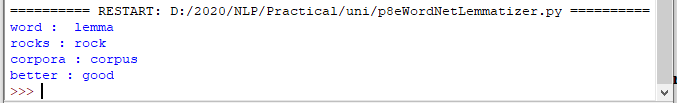 ========== RESTART: D:/2020/NLP/Practical/uni/p8eWordNetLemmatizer.py ==========
word :  lemma
rocks : rock
corpora : corpus
better : good
>>>